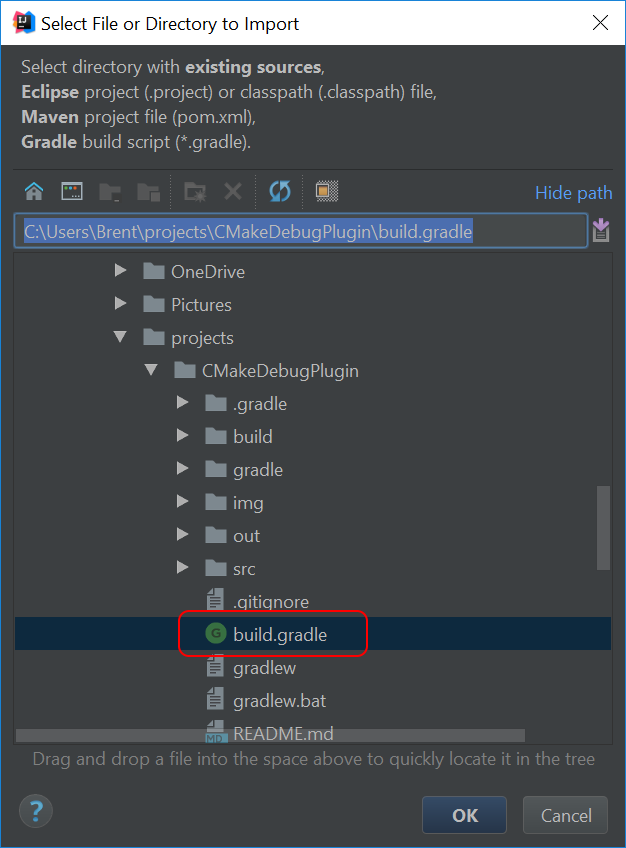 Select File or Directory to Import
Select directory with existing sources,
Eclipse project (.project) or classpath (.classpath) file,
Maven project file (pom.xml),
Gradle build script (*.gradle).
Hide path
C:\Users\Brent\projects\CMakeDebugPlugin\build.gradle
OneDrive
Pictures
projects
CMakeDebugPlugin
.gradle
build
gradle
img
out
src
.gitignore
G build.gradle
gradlew
gradlew.bat
MD README.md
Drag and drop a file into the space above to quickly locate it in the tree
? OK Cancel